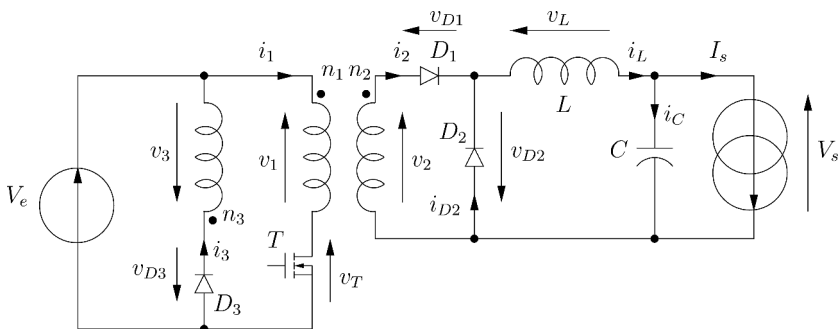 v_{D1} v_L
i_1 i_2 D_1 i_L I_s
n_1 n_2
L
v_3 v_1 v_2 D_2 v_{D2} C i_C V_s
V_e
n_3 i_{D2}
v_{D3} i_3 T v_T
D_3